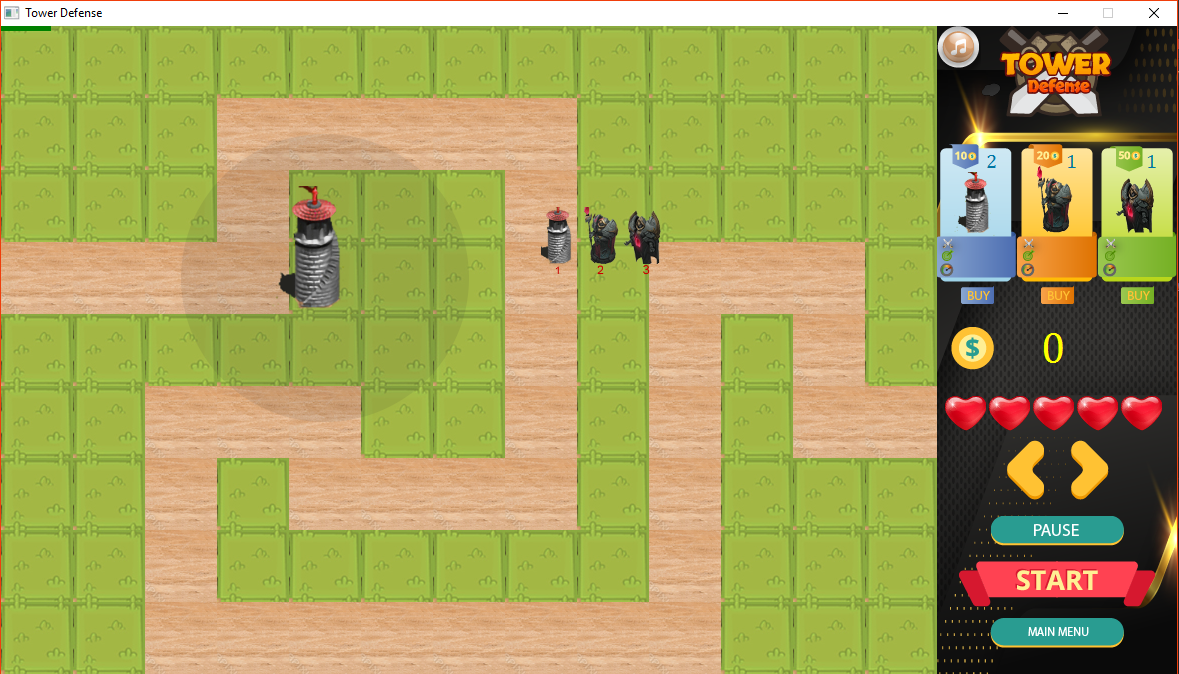 Tower Defense
TOWER
Defense
10 2 20 1 50 1
1 2 3
BUY BUY BUY
$ 0
PAUSE
START
MAIN MENU